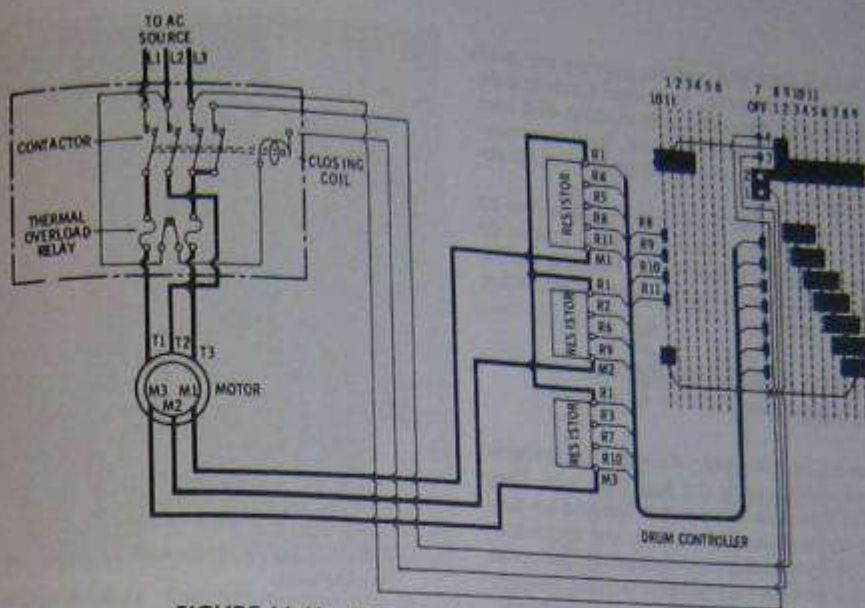 TO AC
SOURCE
L1 L2 L3
CONTACTOR
CLOSING
COIL
THERMAL
OVERLOAD
RELAY
T1 T2 T3
M3 M1
M2
MOTOR
RESISTOR
R1
R4
R5
R8
R11
M1
RESISTOR
R1
R2
R6
R9
M2
RESISTOR
R1
R3
R7
R10
M3
R8
R9
R10
R11
1 2 3 4 5 6 7 8 9 10 11
10 11 OFF 1 2 3 4 5 6 7 8 9
4
3
2
DRUM CONTROLLER